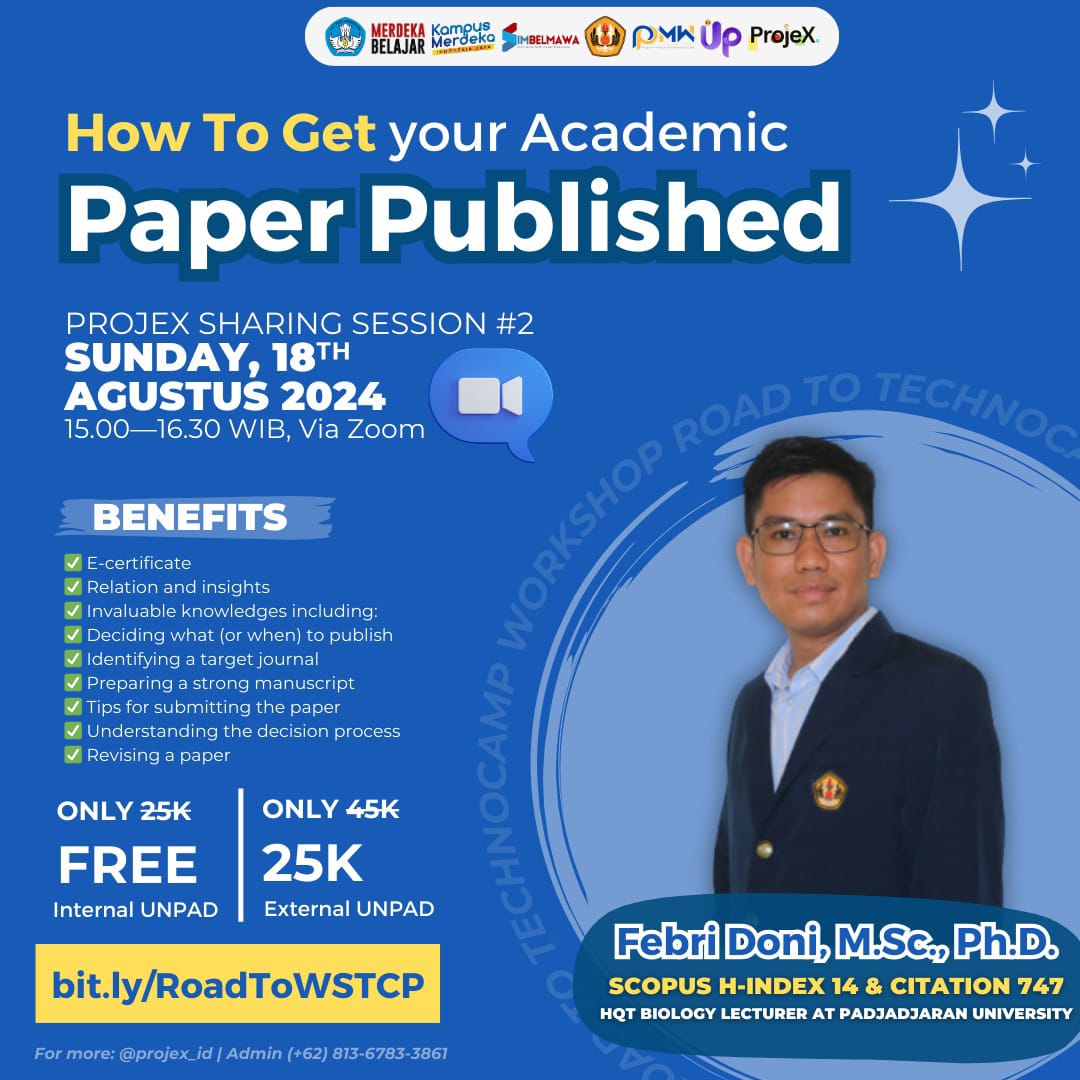 MERDEKA
BELAJAR
Kampus
Merdeka
INDONESIA JAYA
SIMBELMAWA
PMW
Up
ProjeX.
How To Get your Academic
Paper Published
PROJEX SHARING SESSION #2
SUNDAY, 18TH
AGUSTUS 2024
15.00—16.30 WIB, Via Zoom
BENEFITS
✅ E-certificate
✅ Relation and insights
✅ Invaluable knowledges including:
✅ Deciding what (or when) to publish
✅ Identifying a target journal
✅ Preparing a strong manuscript
✅ Tips for submitting the paper
✅ Understanding the decision process
✅ Revising a paper
ONLY 25K
FREE
Internal UNPAD
ONLY 45K
25K
External UNPAD
bit.ly/RoadToWSTCP
For more: @projex_id | Admin (+62) 813-6783-3861
ROAD TO TECHNOCAMP WORKSHOP ROAD TO TECHNOCA
Febri Doni, M.Sc., Ph.D.
SCOPUS H-INDEX 14 & CITATION 747
HQT BIOLOGY LECTURER AT PADJADJARAN UNIVERSITY